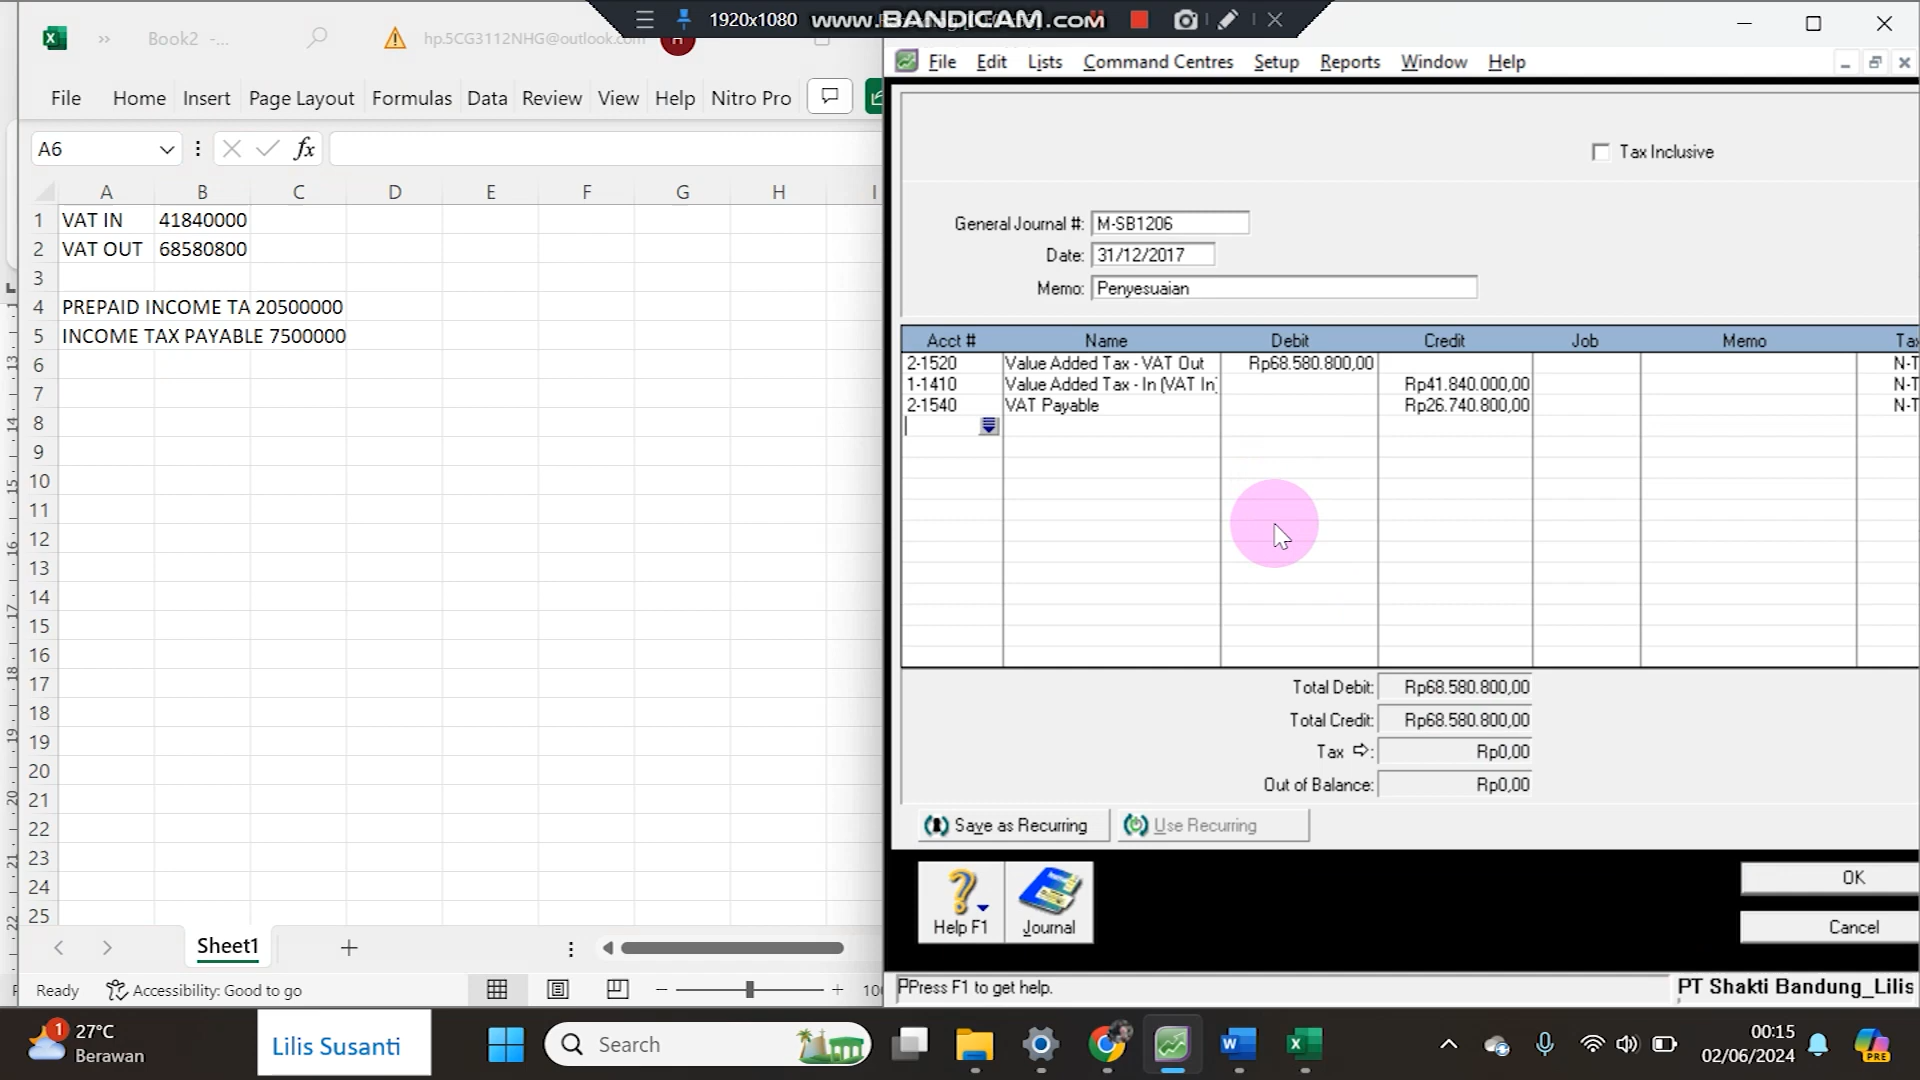 1920x1080 www.BANDICAM.com
Book2 -...
hp.5CG3112NHG@outlook.com
H
File Home Insert Page Layout Formulas Data Review View Help Nitro Pro
A6
fx
A B C D E F G H I
1 VAT IN 41840000
2 VAT OUT 68580800
3
4 PREPAID INCOME TA 20500000
5 INCOME TAX PAYABLE 7500000
6
7
8
9
10
11
12
13
14
15
16
17
18
19
20
21
22
23
24
25
Sheet1
Ready Accessibility: Good to go
File Edit Lists Command Centres Setup Reports Window Help
Tax Inclusive
General Journal #: M-SB1206
Date: 31/12/2017
Memo: Penyesuaian
Acct # Name Debit Credit Job Memo Tax
2-1520 Value Added Tax - VAT Out Rp68.580.800,00 N-T
1-1410 Value Added Tax - In (VAT In) Rp41.840.000,00 N-T
2-1540 VAT Payable Rp26.740.800,00 N-T
Total Debit: Rp68.580.800,00
Total Credit: Rp68.580.800,00
Tax : Rp0,00
Out of Balance: Rp0,00
Save as Recurring Use Recurring
Help F1 Journal
OK
Cancel
PPress F1 to get help. PT Shakti Bandung_Lilis
1 27°C
Berawan
Lilis Susanti
Search
00:15
02/06/2024
PRE